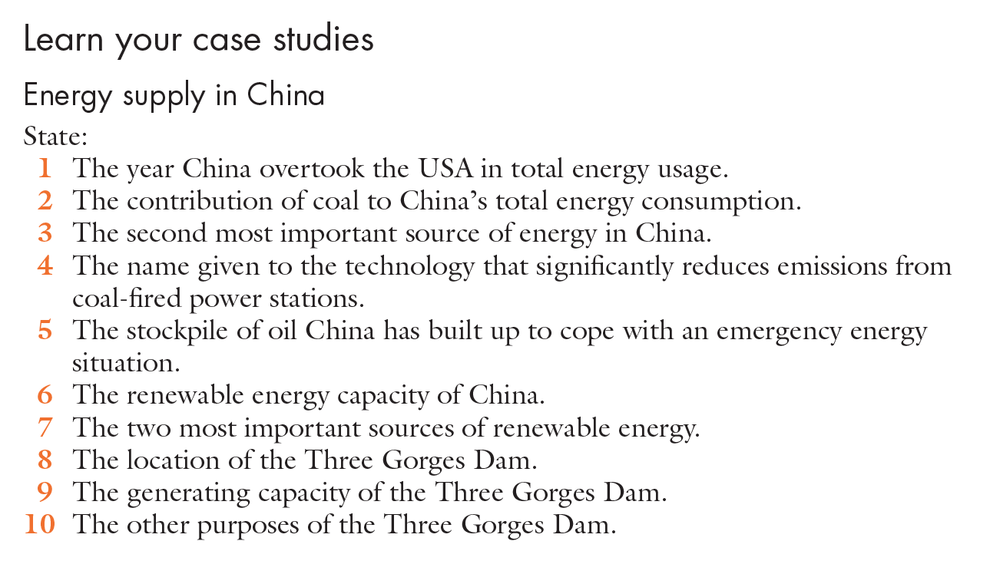 Learn your case studies
Energy supply in China
State:
1 The year China overtook the USA in total energy usage.
2 The contribution of coal to China’s total energy consumption.
3 The second most important source of energy in China.
4 The name given to the technology that significantly reduces emissions from
coal-fired power stations.
5 The stockpile of oil China has built up to cope with an emergency energy
situation.
6 The renewable energy capacity of China.
7 The two most important sources of renewable energy.
8 The location of the Three Gorges Dam.
9 The generating capacity of the Three Gorges Dam.
10 The other purposes of the Three Gorges Dam.